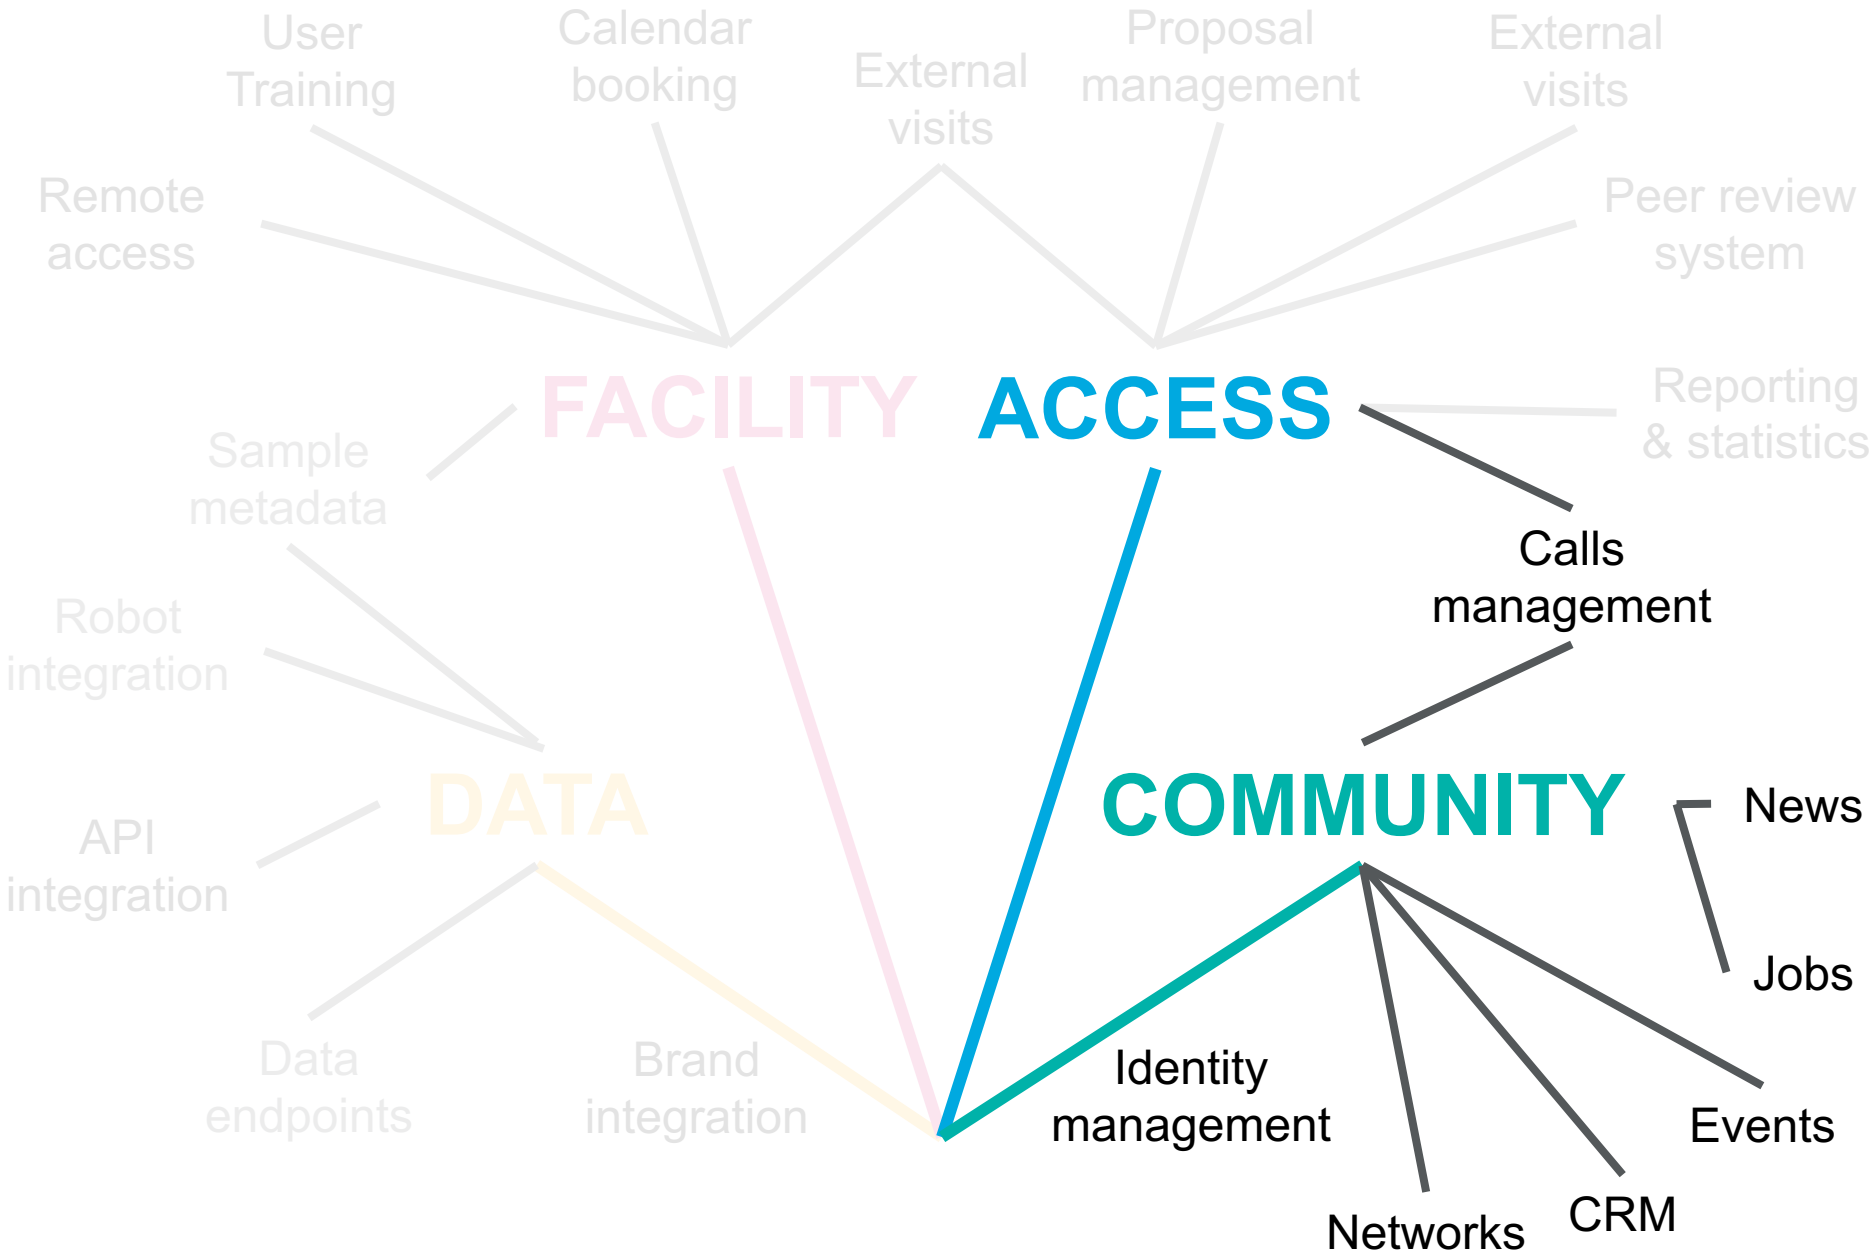 User
Training
Calendar
booking
External
visits
Proposal
management
External
visits
Remote
access
Peer review
system
FACILITY
ACCESS
Reporting
& statistics
Sample
metadata
Calls
management
Robot
integration
DATA
COMMUNITY
News
API
integration
Jobs
Data
endpoints
Brand
integration
Identity
management
Events
CRM
Networks